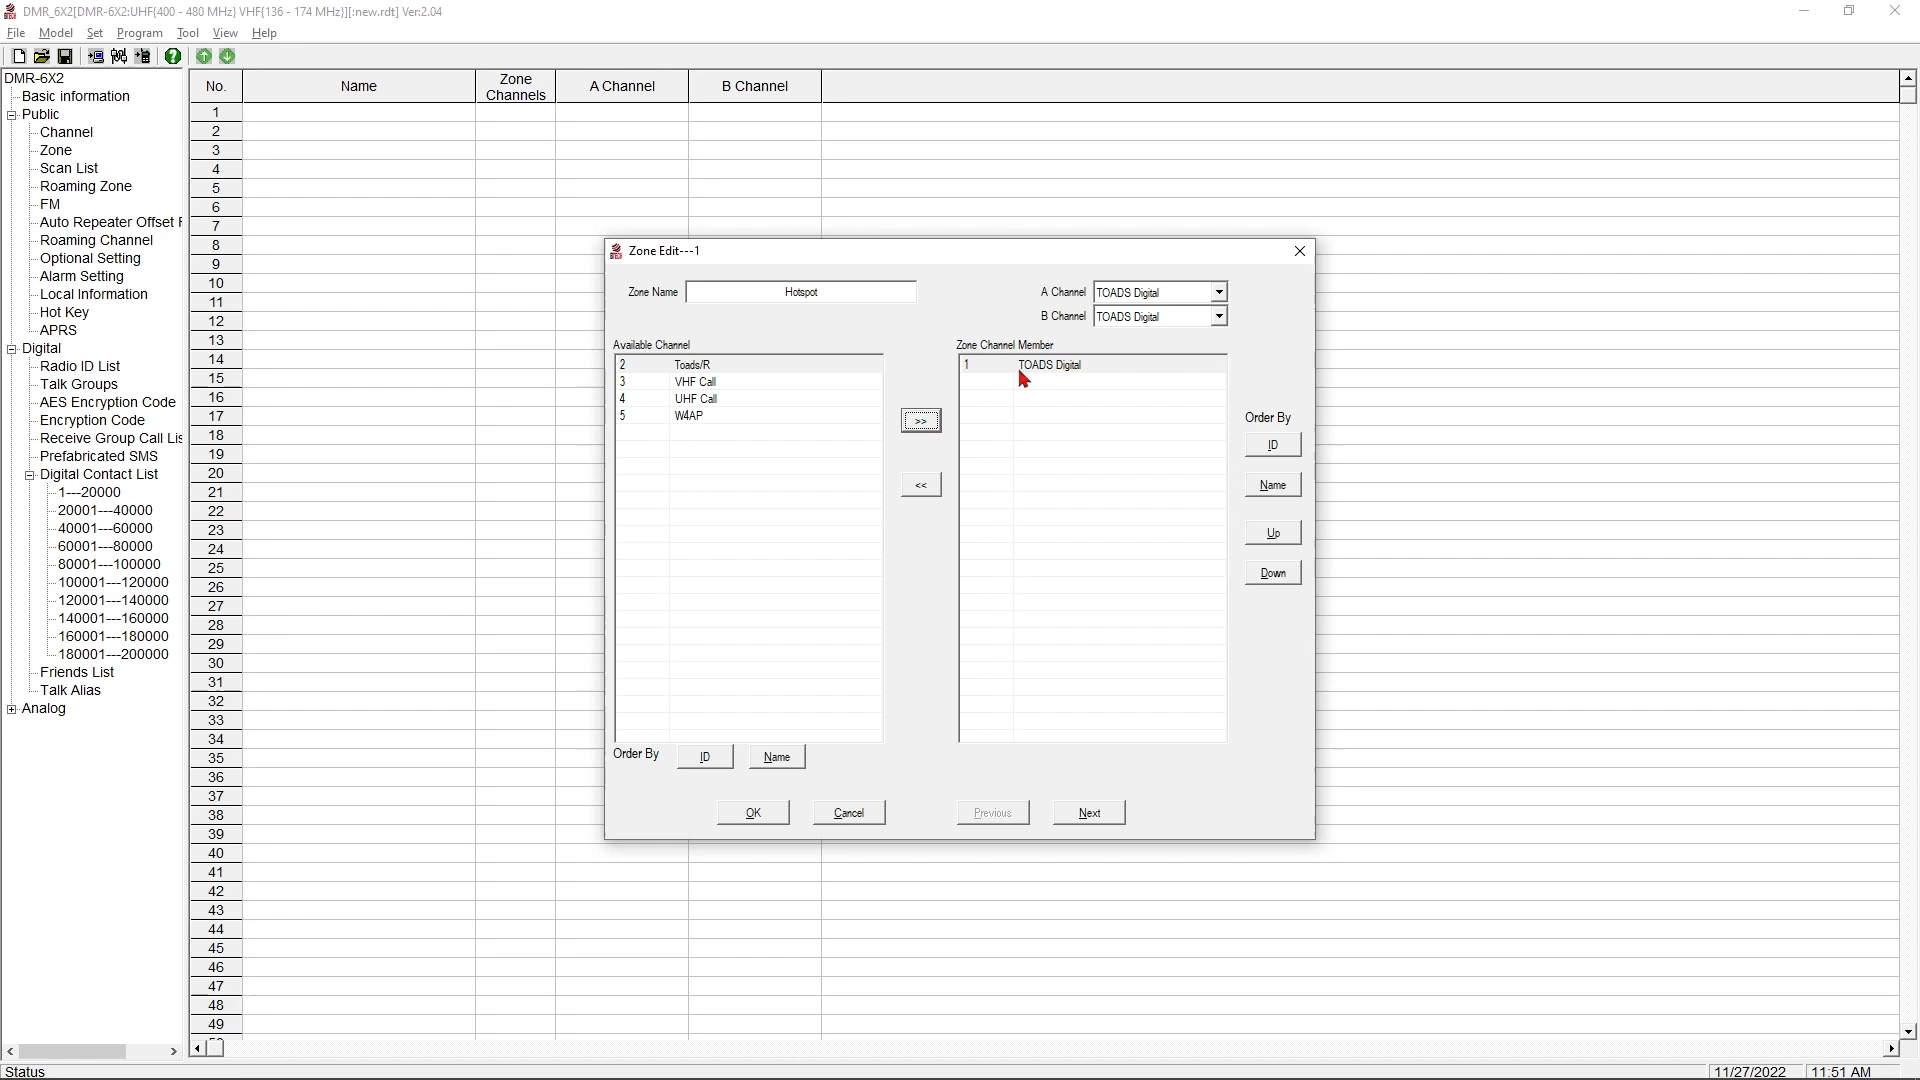 DMR_6X2[DMR-6X2:UHF{400 - 480 MHz} VHF{136 - 174 MHz}][:new.rdt] Ver:2.04
File Model Set Program Tool View Help
DMR-6X2
Basic information
Public
Channel
Zone
Scan List
Roaming Zone
FM
Auto Repeater Offset F
Roaming Channel
Optional Setting
Alarm Setting
Local Information
Hot Key
APRS
Digital
Radio ID List
Talk Groups
AES Encryption Code
Encryption Code
Receive Group Call Lis
Prefabricated SMS
Digital Contact List
1---20000
20001---40000
40001---60000
60001---80000
80001---100000
100001---120000
120001---140000
140001---160000
160001---180000
180001---200000
Friends List
Talk Alias
Analog
No. Name Zone Channels A Channel B Channel
1
2
3
4
5
6
7
8
9
10
11
12
13
14
15
16
17
18
19
20
21
22
23
24
25
26
27
28
29
30
31
32
33
34
35
36
37
38
39
40
41
42
43
44
45
46
47
48
49
Zone Edit---1
Zone Name Hotspot
A Channel TOADS Digital
B Channel TOADS Digital
Available Channel
2 Toads/R
3 VHF Call
4 UHF Call
5 W4AP
>>
<<
Zone Channel Member
1 TOADS Digital
Order By
ID
Name
Up
Down
Order By ID Name
OK Cancel Previous Next
Status 11/27/2022 11:51 AM